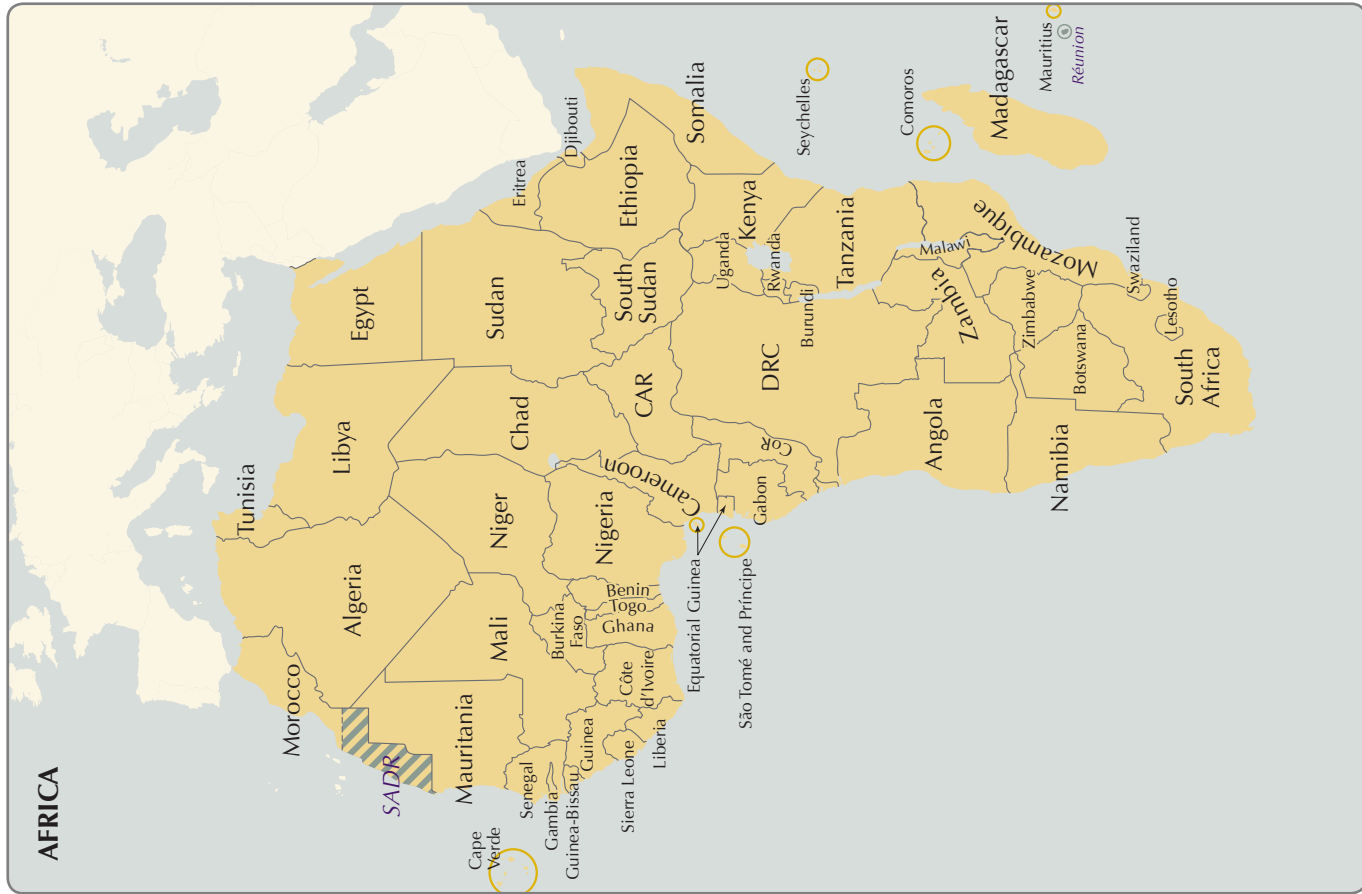 AFRICA
Tunisia
Morocco
Algeria
Libya
Egypt
SADR
Mauritania
Mali
Niger
Chad
Sudan
Eritrea
Djibouti
Cape
Verde
Senegal
Gambia
Guinea-Bissau
Guinea
Sierra Leone
Liberia
Côte
d'Ivoire
Burkina
Faso
Ghana
Togo
Benin
Nigeria
Cameroon
CAR
South
Sudan
Ethiopia
Somalia
Equatorial Guinea
São Tomé and Príncipe
Gabon
CoR
DRC
Uganda
Rwanda
Burundi
Kenya
Tanzania
Seychelles
Comoros
Angola
Zambia
Malawi
Mozambique
Madagascar
Mauritius
Réunion
Namibia
Botswana
Zimbabwe
South
Africa
Lesotho
Swaziland